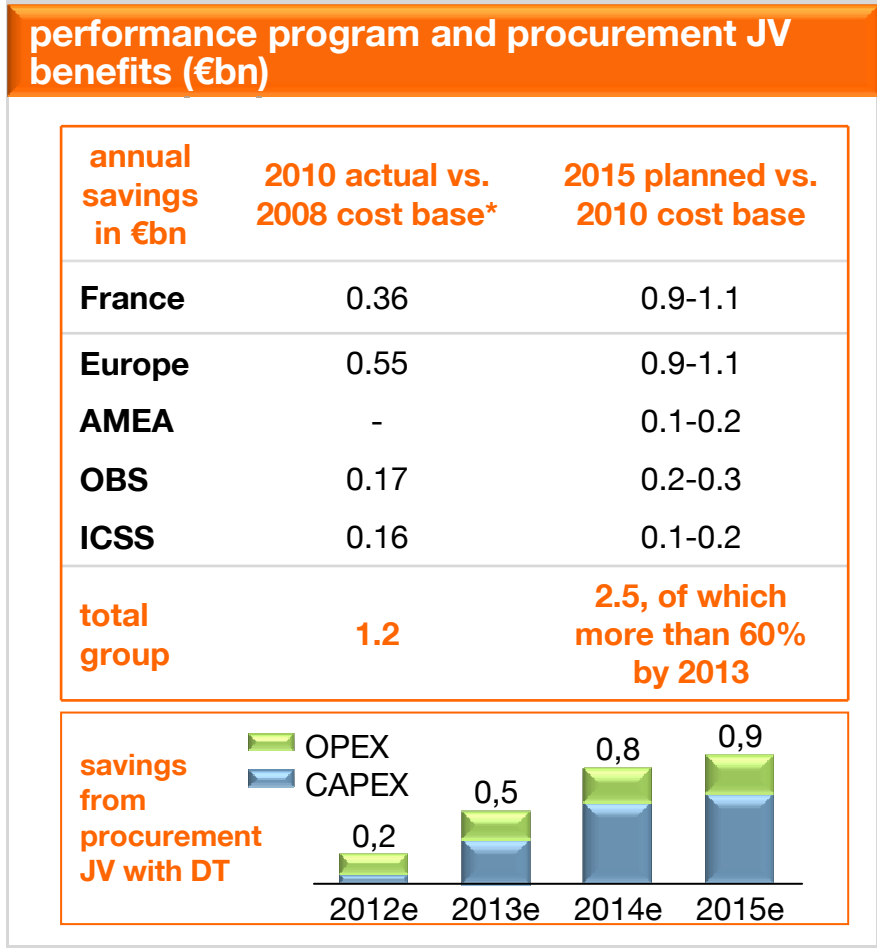 performance program and procurement JV
benefits (€bn)
annual
savings
in €bn
2010 actual vs.
2008 cost base*
2015 planned vs.
2010 cost base
France 0.36 0.9-1.1
Europe 0.55 0.9-1.1
AMEA - 0.1-0.2
OBS 0.17 0.2-0.3
ICSS 0.16 0.1-0.2
total
group
1.2
2.5, of which
more than 60%
by 2013
savings
from
procurement
JV with DT
OPEX
CAPEX
0,2 0,5 0,8 0,9
2012e 2013e 2014e 2015e